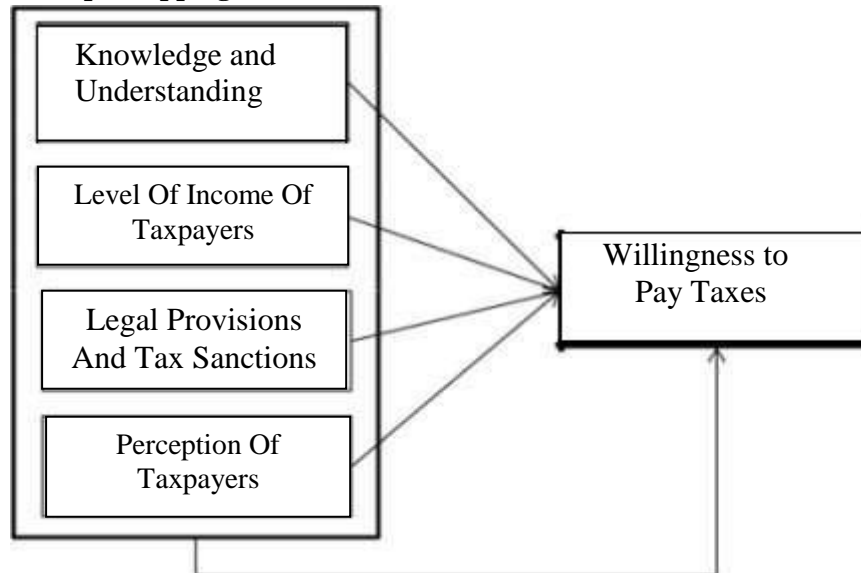 Knowledge and
Understanding
Level Of Income Of
Taxpayers
Legal Provisions
And Tax Sanctions
Perception Of
Taxpayers
Willingness to
Pay Taxes